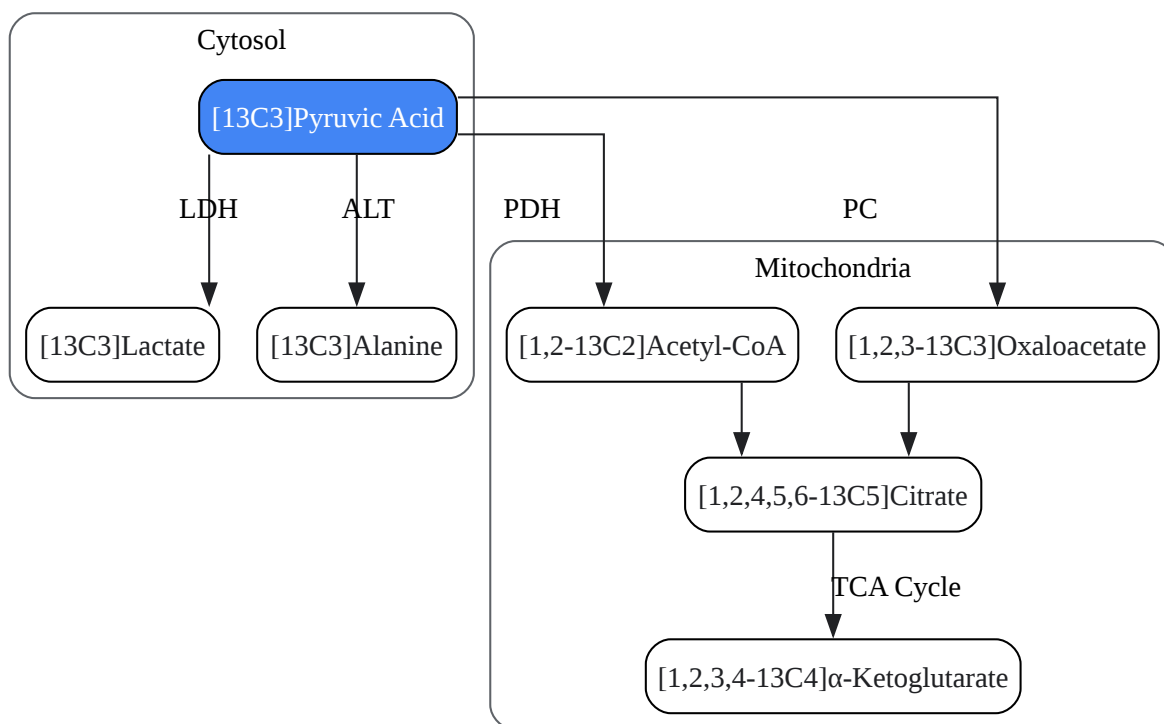 Cytosol
[13C3]Pyruvic Acid
LDH
ALT
PDH
PC
Mitochondria
[13C3]Lactate
[13C3]Alanine
[1,2-13C2]Acetyl-CoA
[1,2,3-13C3]Oxaloacetate
[1,2,4,5,6-13C5]Citrate
TCA Cycle
[1,2,3,4-13C4]α-Ketoglutarate